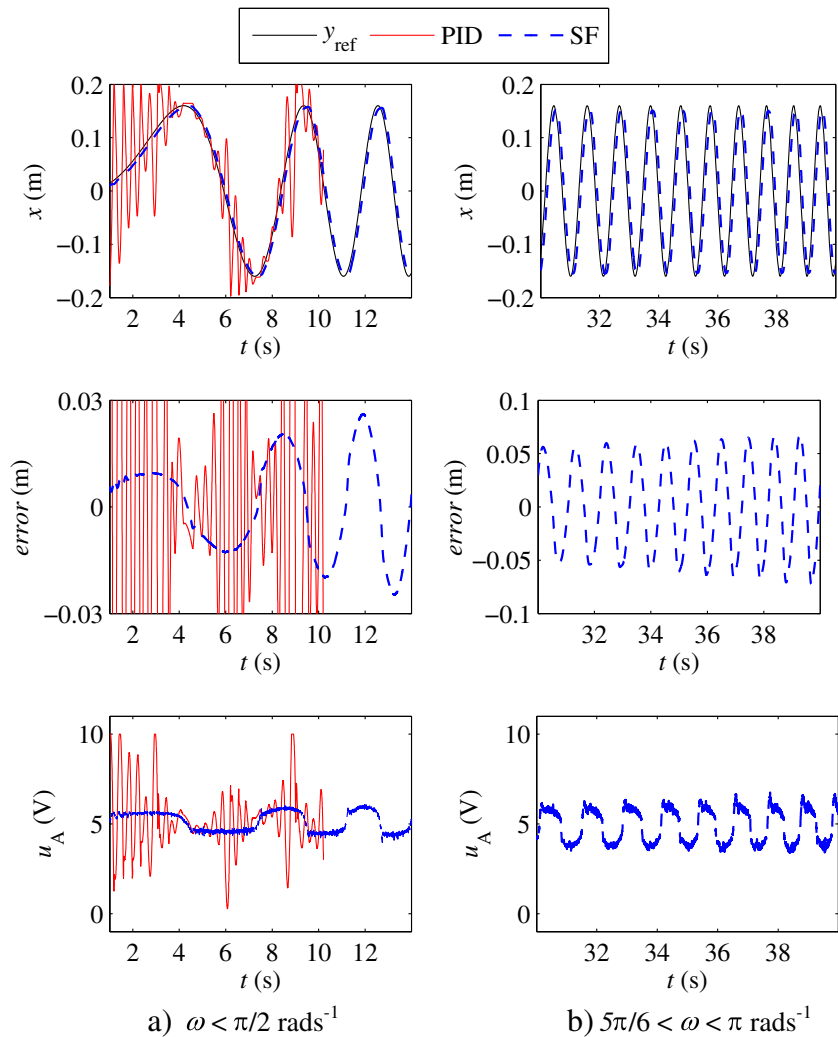 y_ref PID SF
0.2
0.1
0
−0.1
−0.2
x (m)
2 4 6 8 10 12
t (s)
0.2
0.1
0
−0.1
−0.2
x (m)
32 34 36 38
t (s)
0.03
0
−0.03
error (m)
2 4 6 8 10 12
t (s)
0.1
0.05
0
−0.05
−0.1
error (m)
32 34 36 38
t (s)
10
5
0
u_A (V)
2 4 6 8 10 12
t (s)
10
5
0
u_A (V)
32 34 36 38
t (s)
a) ω < π/2 rads⁻¹
b) 5π/6 < ω < π rads⁻¹